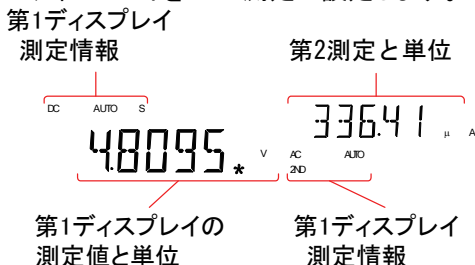 第1ディスプレイ
測定情報
第2測定と単位
DC AUTO S
336.41 μ A
4.8095 * V
AC AUTO
2ND
第1ディスプレイの
測定値と単位
第1ディスプレイ
測定情報